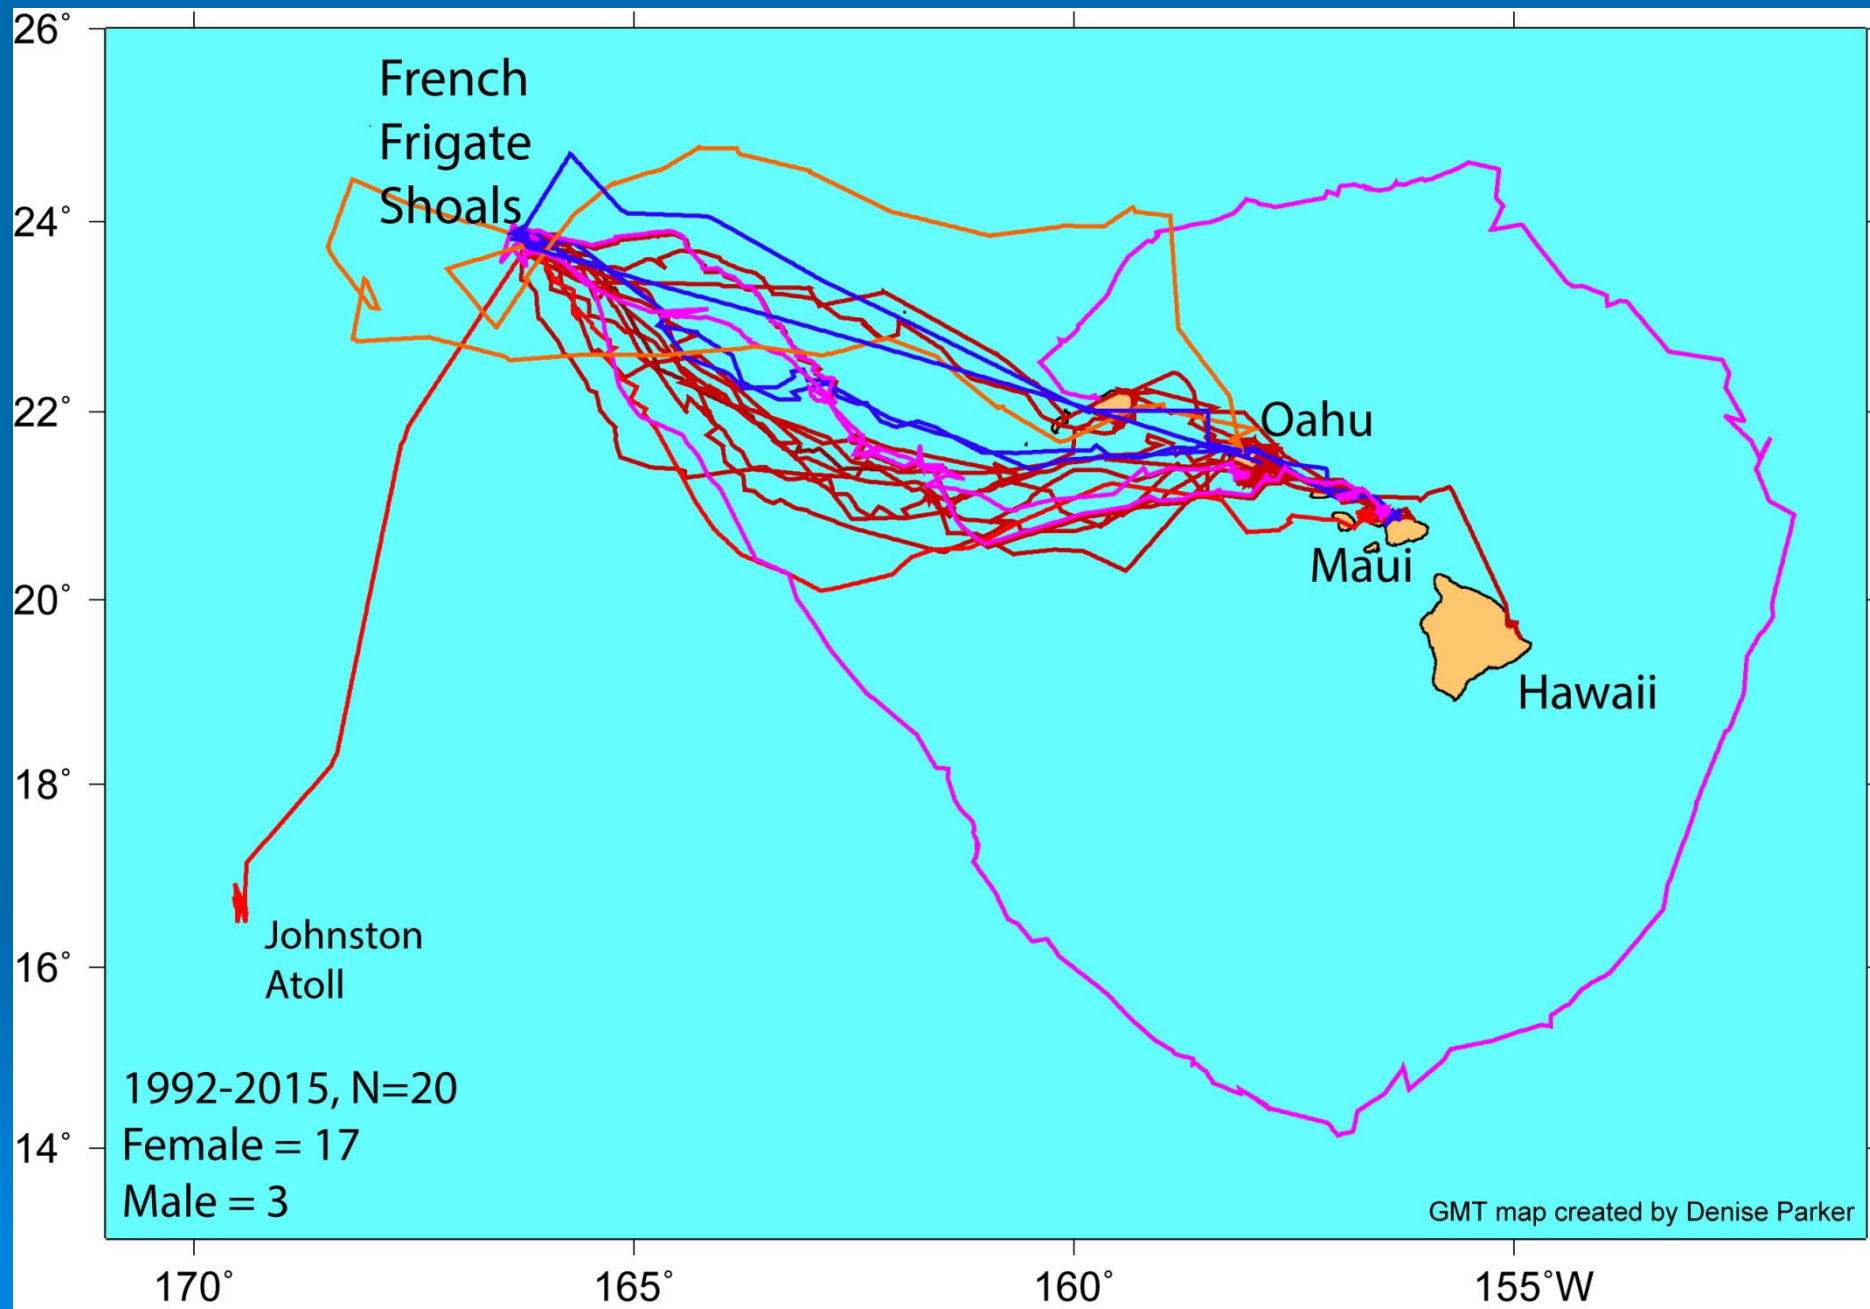 26°
24°
22°
20°
18°
16°
14°
French
Frigate
Shoals
Oahu
Maui
Hawaii
Johnston
Atoll
1992-2015, N=20
Female = 17
Male = 3
GMT map created by Denise Parker
170°
165°
160°
155°W